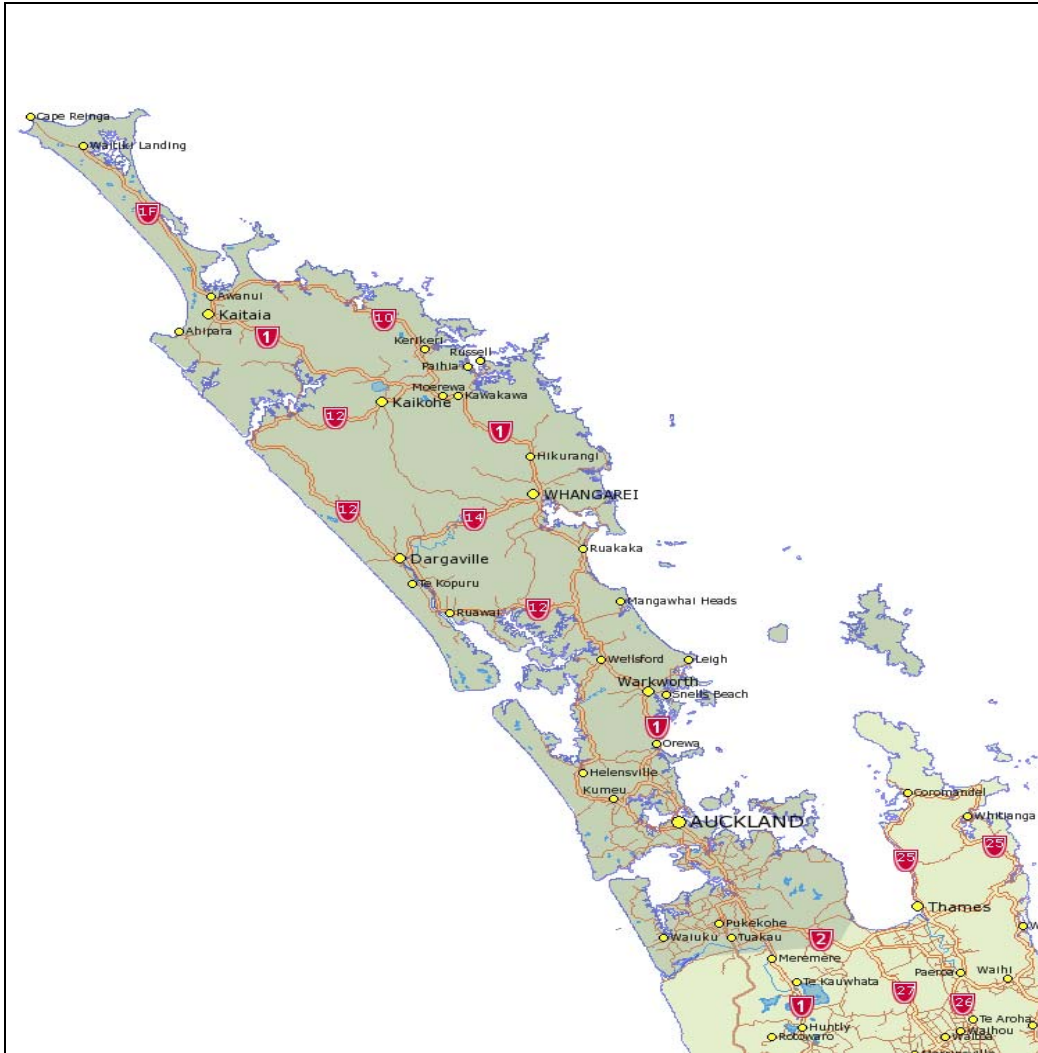 Cape Reinga
Waitiki Landing
1F
Awanui
Kaitaia
10
Ahipara
1
Kerikeri
Russell
Paihia
Moerewa
Kaikohe
Kawakawa
12
1
Hikurangi
WHANGAREI
12
14
Ruakaka
Dargaville
Te Kopuru
Mangawhai Heads
Ruawai
12
Wellsford
Leigh
Warkworth
Snells Beach
1
Orewa
Helensville
Kumeu
Coromandel
Whitianga
AUCKLAND
25
25
Thames
Pukekohe
Waiuku
Tuakau
2
W
Meremere
Paeroa
Waihi
Te Kauwhata
27
1
26
Te Aroha
Huntly
Waihou
Rotowaro
Waitoa